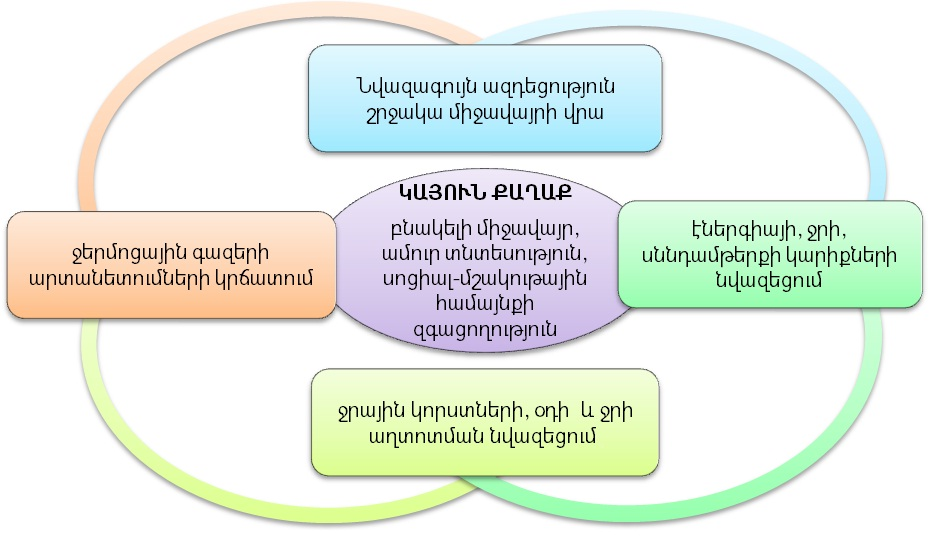 Նվազագույն ազդեցություն
շրջակա միջավայրի վրա
ԿԱՅՈՒՆ ՔԱՂԱՔ
բնակելի միջավայր,
ամուր տնտեսություն,
սոցիալ-մշակութային
համայնքի
զգացողություն
ջերմոցային գազերի
արտանետումների կրճատում
էներգիայի, ջրի,
սննդամթերքի կարիքների
նվազեցում
ջրային կորստների, օդի և ջրի
աղտոտման նվազեցում